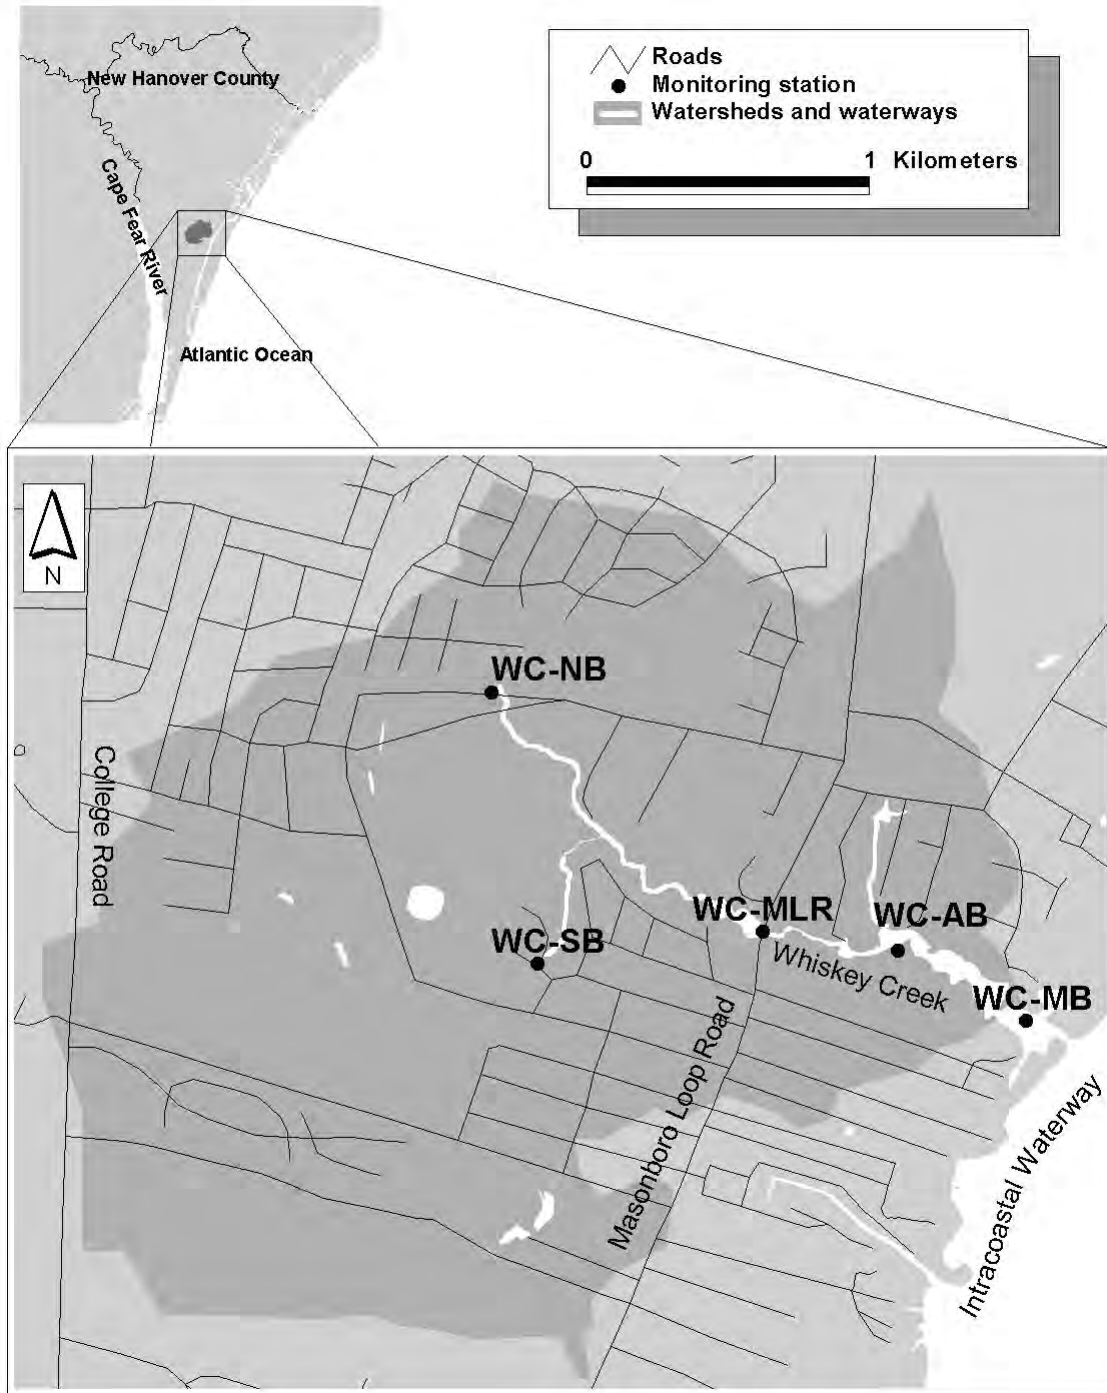 New Hanover County
Cape Fear River
Atlantic Ocean
Roads
Monitoring station
Watersheds and waterways
0 1 Kilometers
N
WC-NB
College Road
WC-SB
WC-MLR
WC-AB
Whiskey Creek
WC-MB
Masonboro Loop Road
Intracoastal Waterway